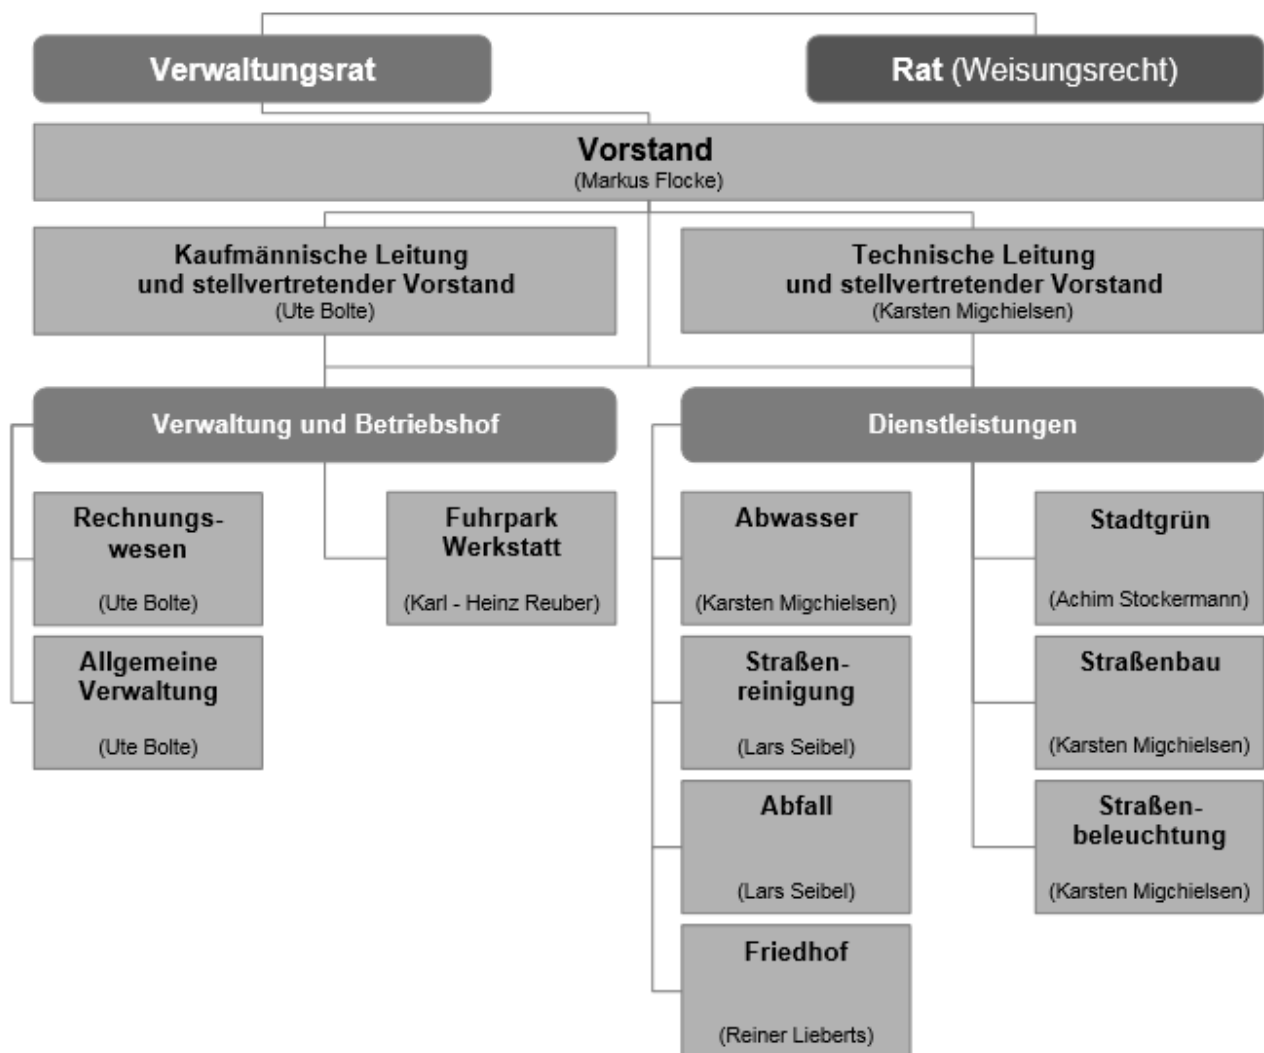 Verwaltungsrat
Rat (Weisungsrecht)
Vorstand
(Markus Flocke)
Kaufmännische Leitung
und stellvertretender Vorstand
(Ute Bolte)
Technische Leitung
und stellvertretender Vorstand
(Karsten Migchielsen)
Verwaltung und Betriebshof
Dienstleistungen
Rechnungs-
wesen
(Ute Bolte)
Fuhrpark
Werkstatt
(Karl - Heinz Reuber)
Abwasser
(Karsten Migchielsen)
Stadtgrün
(Achim Stockermann)
Allgemeine
Verwaltung
(Ute Bolte)
Straßen-
reinigung
(Lars Seibel)
Straßenbau
(Karsten Migchielsen)
Abfall
(Lars Seibel)
Straßen-
beleuchtung
(Karsten Migchielsen)
Friedhof
(Reiner Lieberts)